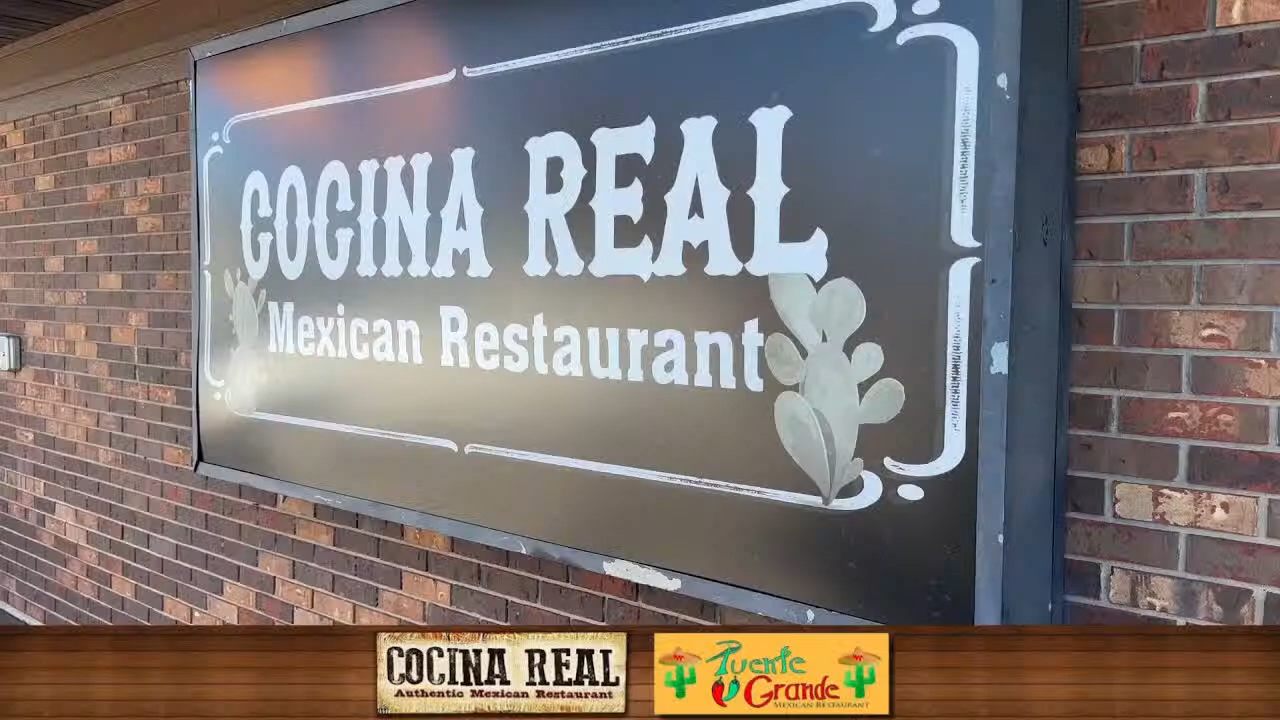 COCINA REAL
Mexican Restaurant
COCINA REAL
Authentic Mexican Restaurant
Puente
Grande
MEXICAN RESTAURANT